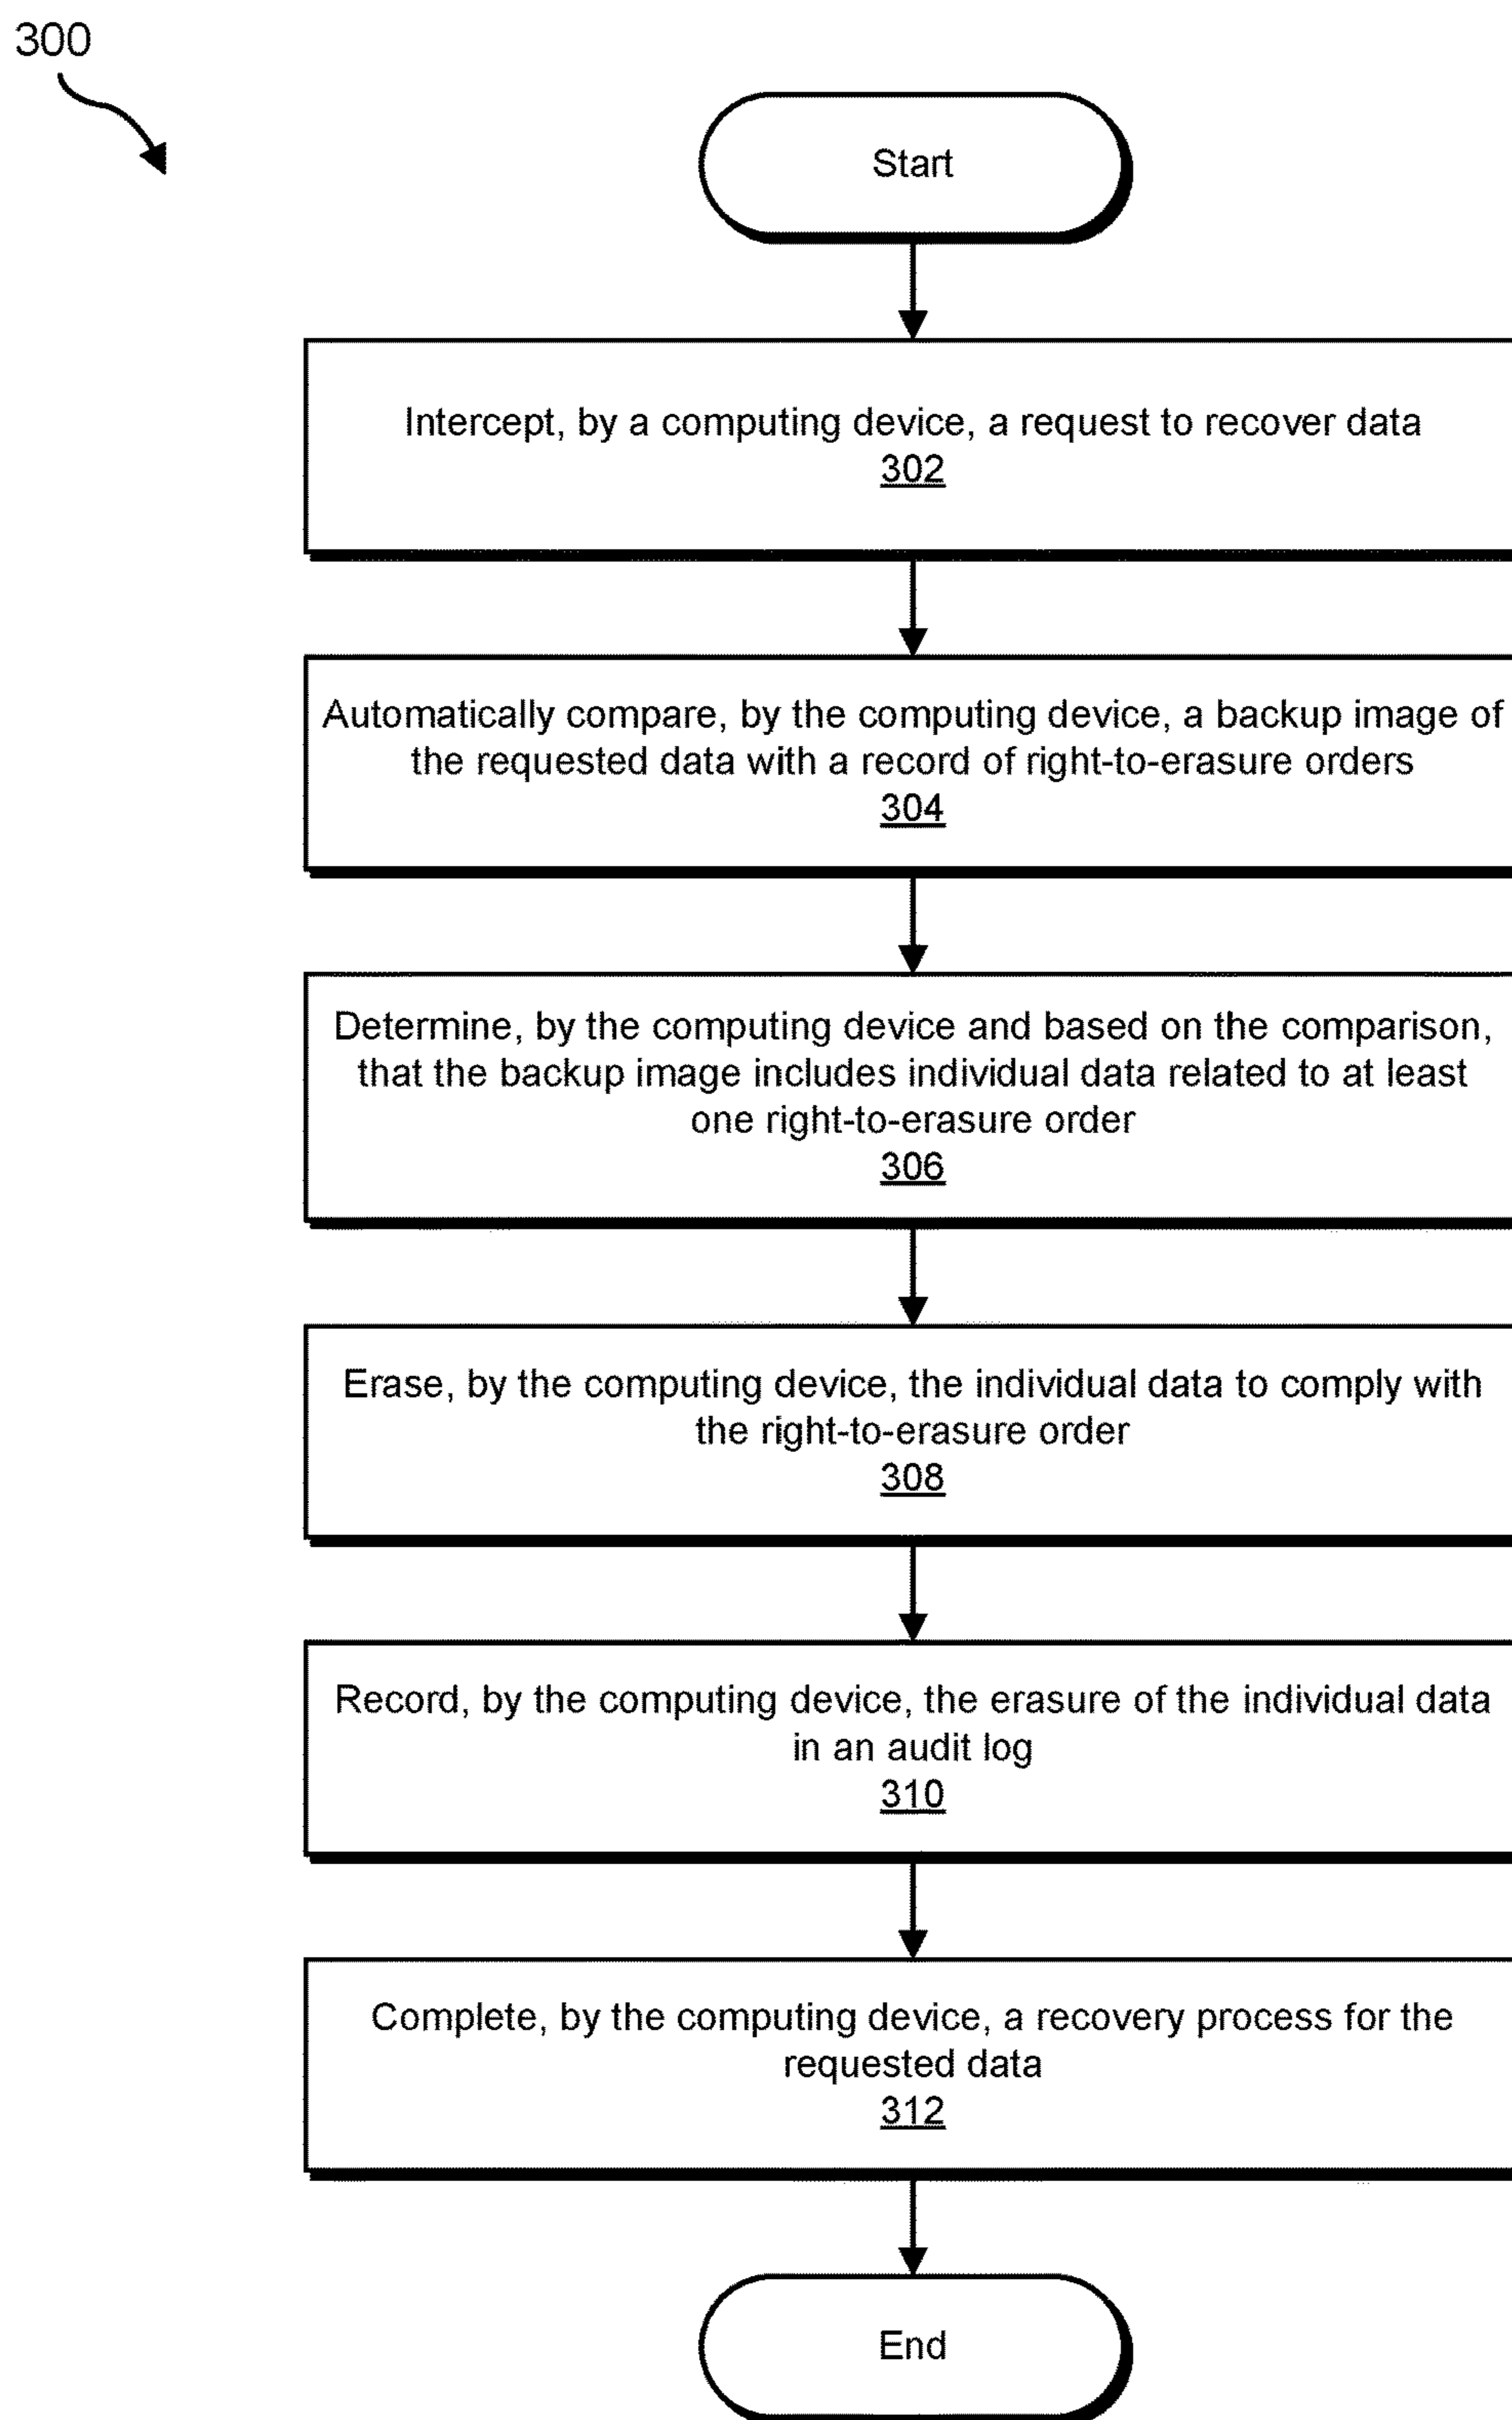 300
Start
Intercept, by a computing device, a request to recover data
302
Automatically compare, by the computing device, a backup image of
the requested data with a record of right-to-erasure orders
304
Determine, by the computing device and based on the comparison,
that the backup image includes individual data related to at least
one right-to-erasure order
306
Erase, by the computing device, the individual data to comply with
the right-to-erasure order
308
Record, by the computing device, the erasure of the individual data
in an audit log
310
Complete, by the computing device, a recovery process for the
requested data
312
End